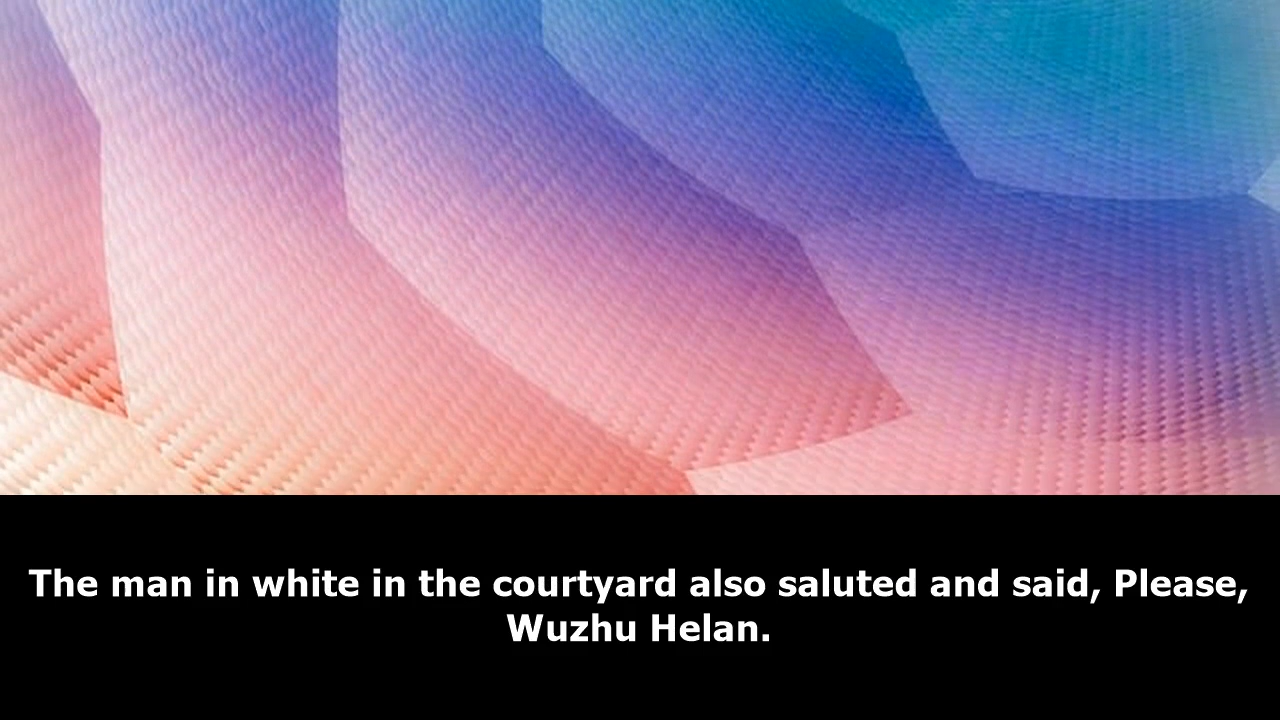 The man in white in the courtyard also saluted and said, Please,
Wuzhu Helan.